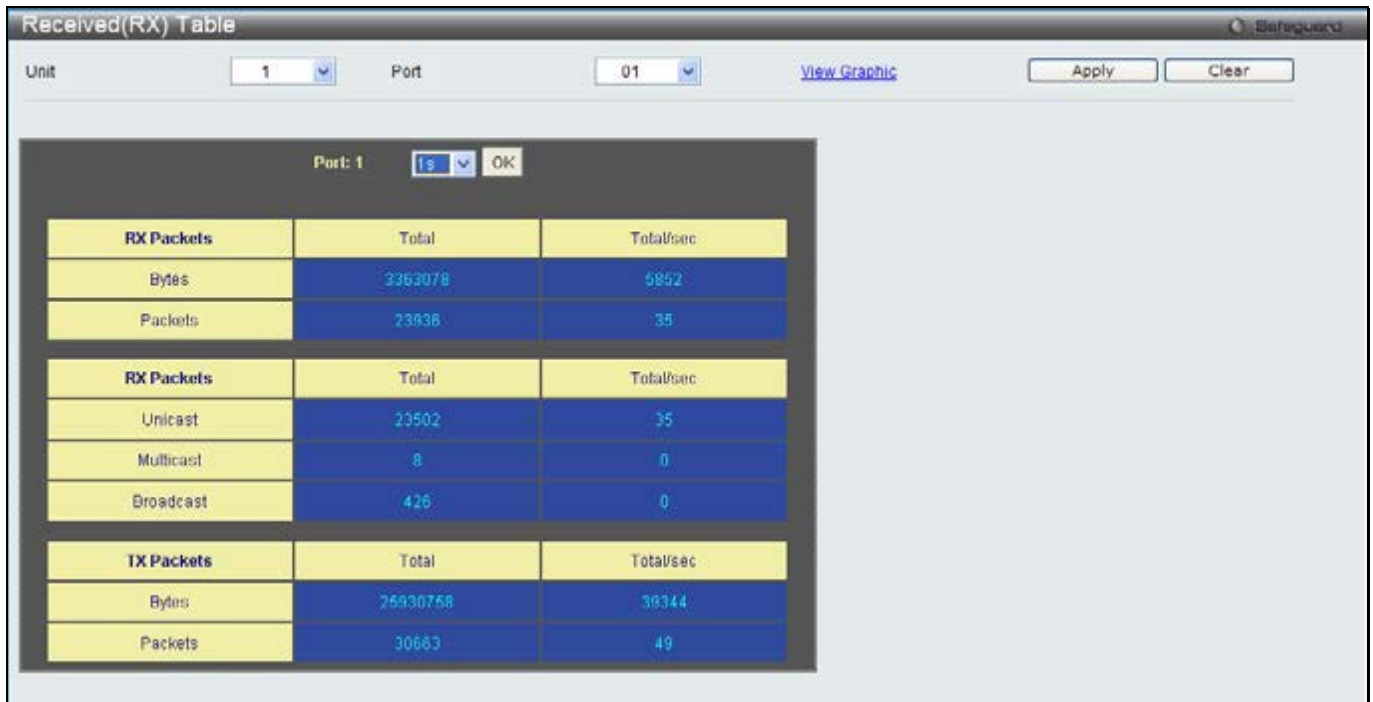 Received(RX) Table Safeguard
Unit 1 Port 01 View Graphic Apply Clear
Port: 1 1s OK
RX Packets Total Total/sec
Bytes 3363078 5852
Packets 23936 35
RX Packets Total Total/sec
Unicast 23502 35
Multicast 8 0
Broadcast 426 0
TX Packets Total Total/sec
Bytes 25930758 39344
Packets 30663 49